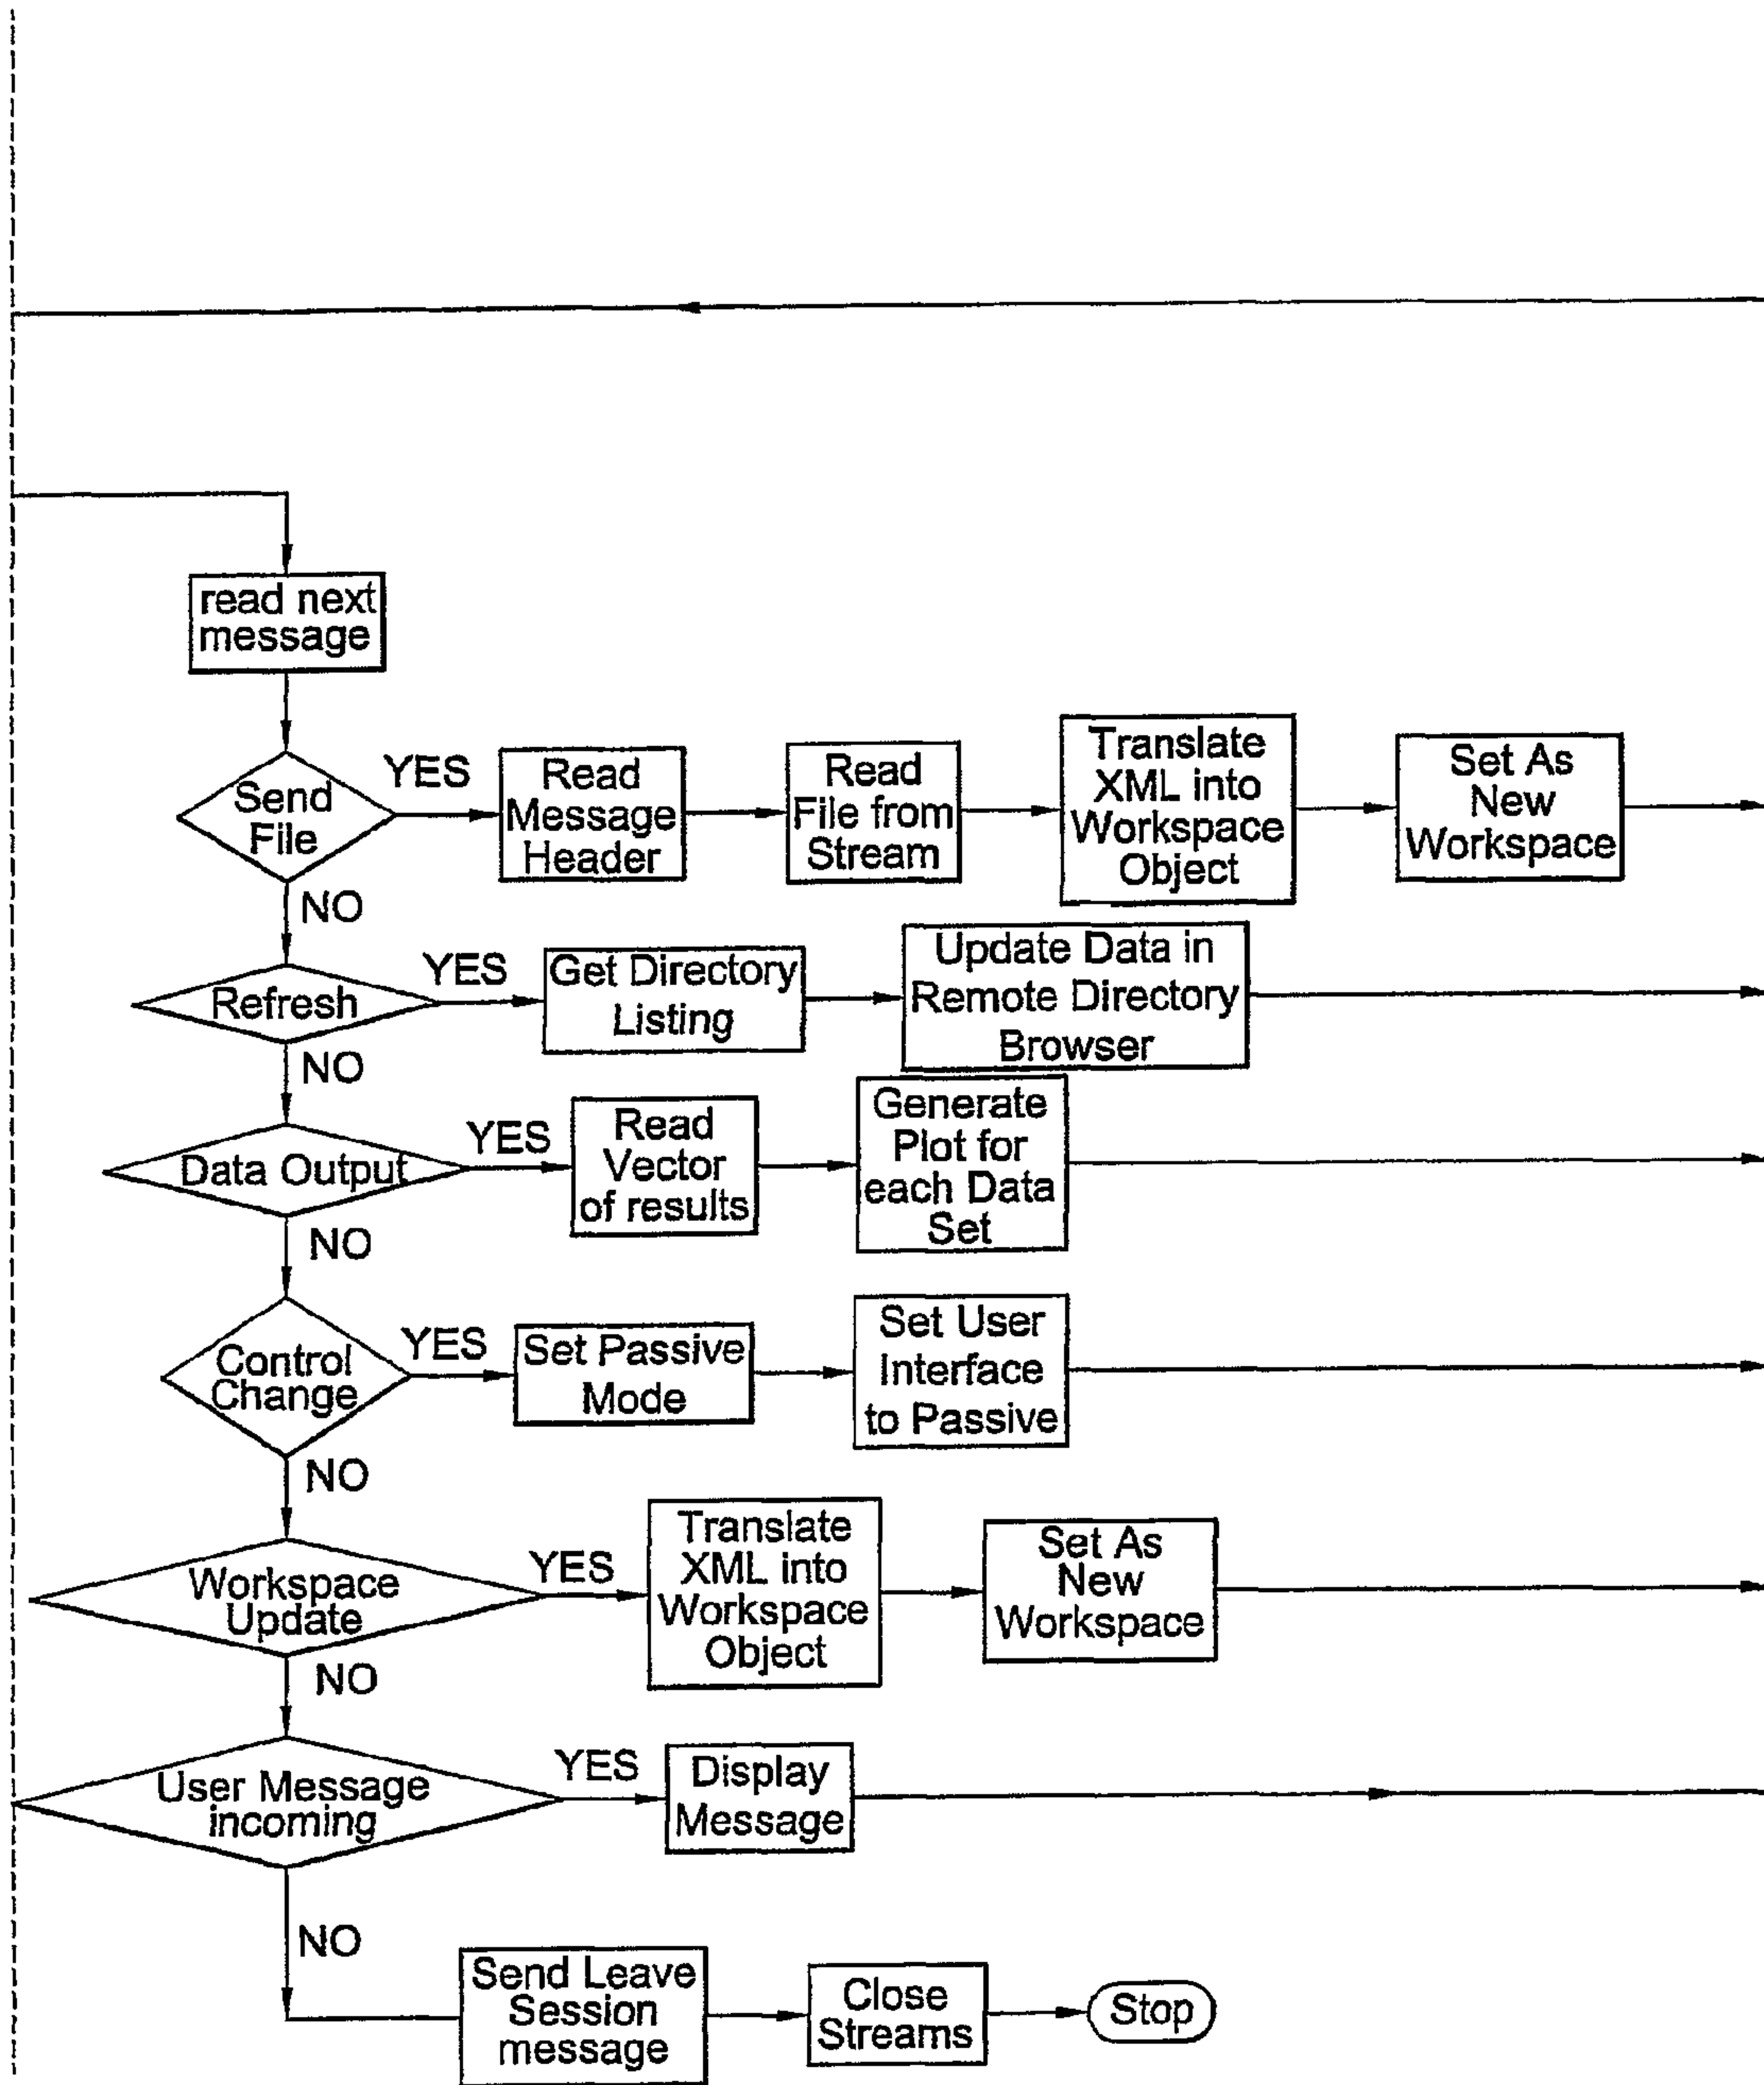 read next
message
Send
File
YES
Read
Message
Header
Read
File from
Stream
Translate
XML into
Workspace
Object
Set As
New
Workspace
NO
Refresh
YES
Get Directory
Listing
Update Data in
Remote Directory
Browser
NO
Data Output
YES
Read
Vector
of results
Generate
Plot for
each Data
Set
NO
Control
Change
YES
Set Passive
Mode
Set User
Interface
to Passive
NO
Workspace
Update
YES
Translate
XML into
Workspace
Object
Set As
New
Workspace
NO
User Message
incoming
YES
Display
Message
NO
Send Leave
Session
message
Close
Streams
Stop